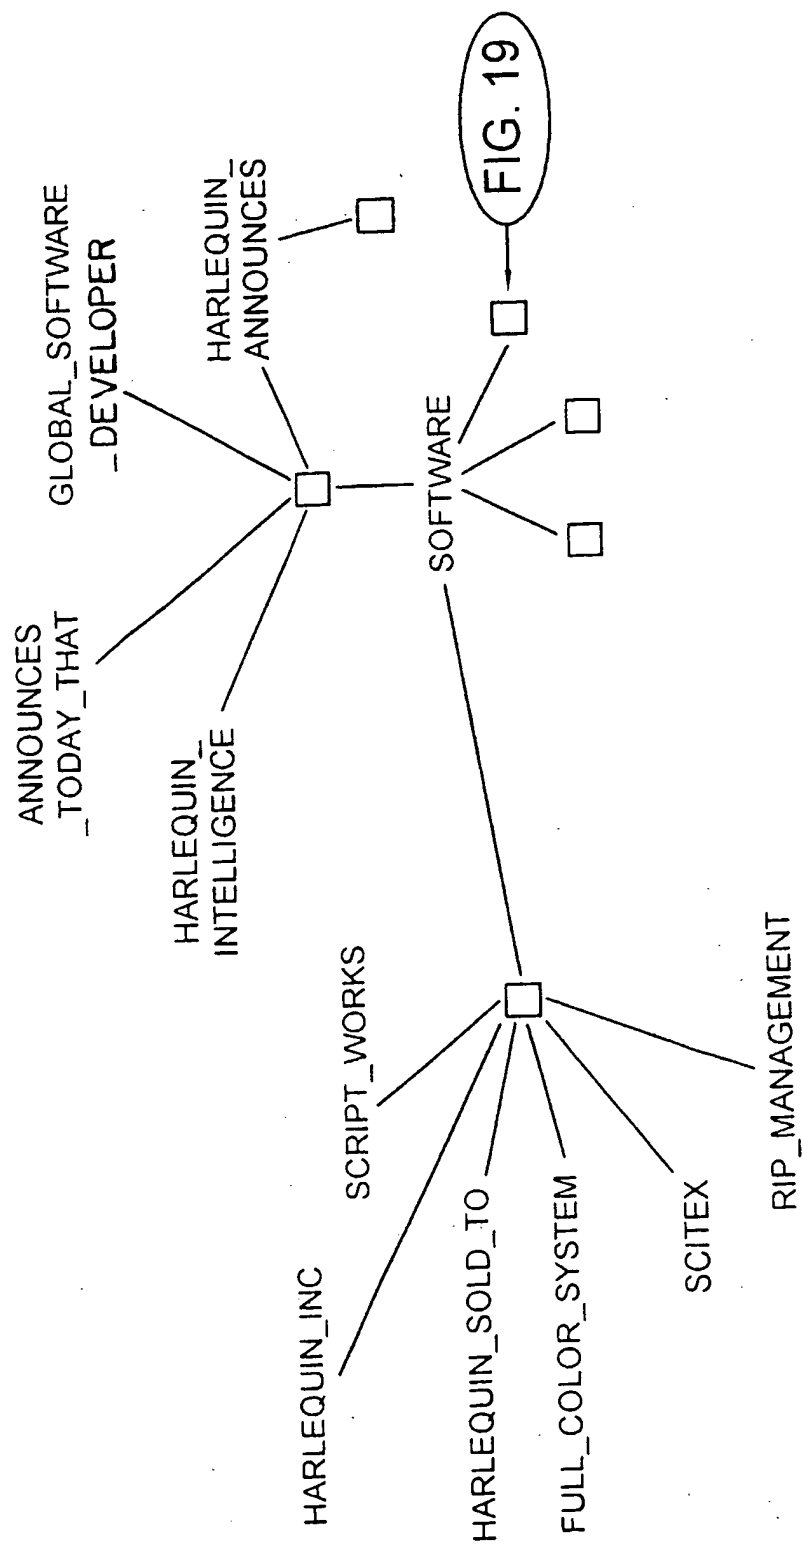 ANNOUNCES
_TODAY_THAT
GLOBAL_SOFTWARE
_DEVELOPER
HARLEQUIN_
INTELLIGENCE
HARLEQUIN_
ANNOUNCES
SCRIPT_WORKS
HARLEQUIN_INC
SOFTWARE
HARLEQUIN_SOLD_TO
FIG. 19
FULL_COLOR_SYSTEM
SCITEX
RIP_MANAGEMENT